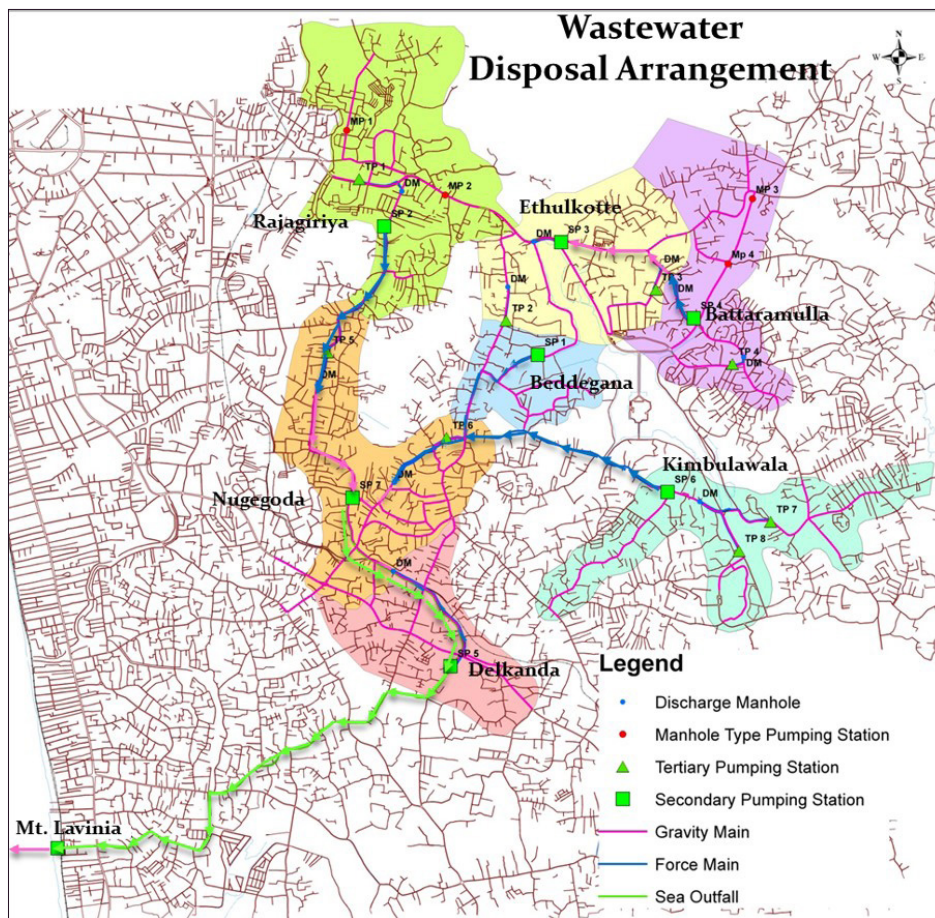 Wastewater
Disposal Arrangement
N
W E
S
MP 1
TP 1
DM
MP 2
MP 3
Rajagiriya
SP 2
Ethulkotte
DM
SP 3
DM
Mp 4
DM
TP 3
DM
SP 4
Battaramulla
TP 2
TP 5
DM
SP 1
TP 4
DM
Beddegana
TP 6
DM
Kimbulawala
SP 6
DM
TP 7
TP 8
Nugegoda
SP 7
DM
SP 5
Delkanda
Mt. Lavinia
Legend
Discharge Manhole
Manhole Type Pumping Station
Tertiary Pumping Station
Secondary Pumping Station
Gravity Main
Force Main
Sea Outfall